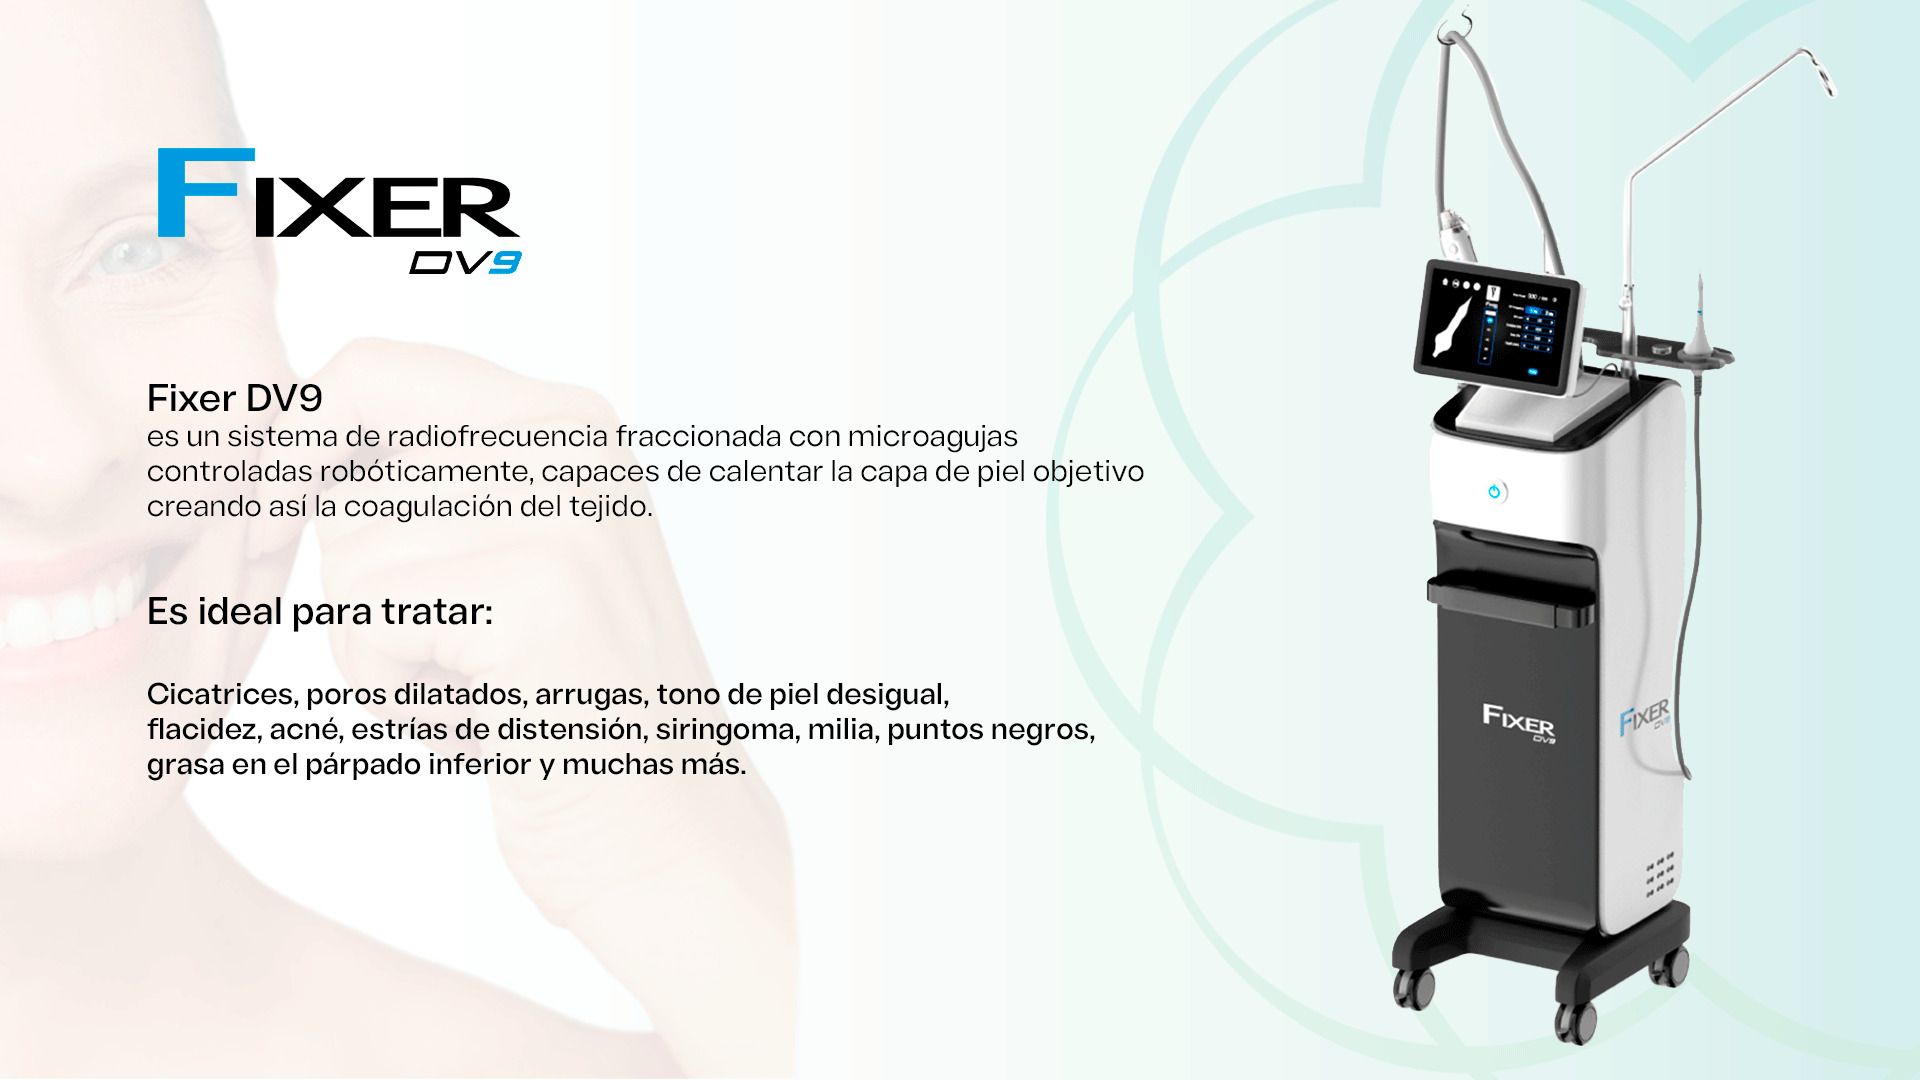 FIXER
DV9
Fixer DV9
es un sistema de radiofrecuencia fraccionada con microagujas
controladas robóticamente, capaces de calentar la capa de piel objetivo
creando así la coagulación del tejido.
Es ideal para tratar:
Cicatrices, poros dilatados, arrugas, tono de piel desigual,
flacidez, acné, estrías de distensión, siringoma, milia, puntos negros,
grasa en el párpado inferior y muchas más.
FIXER
DV9
FIXER
DV9